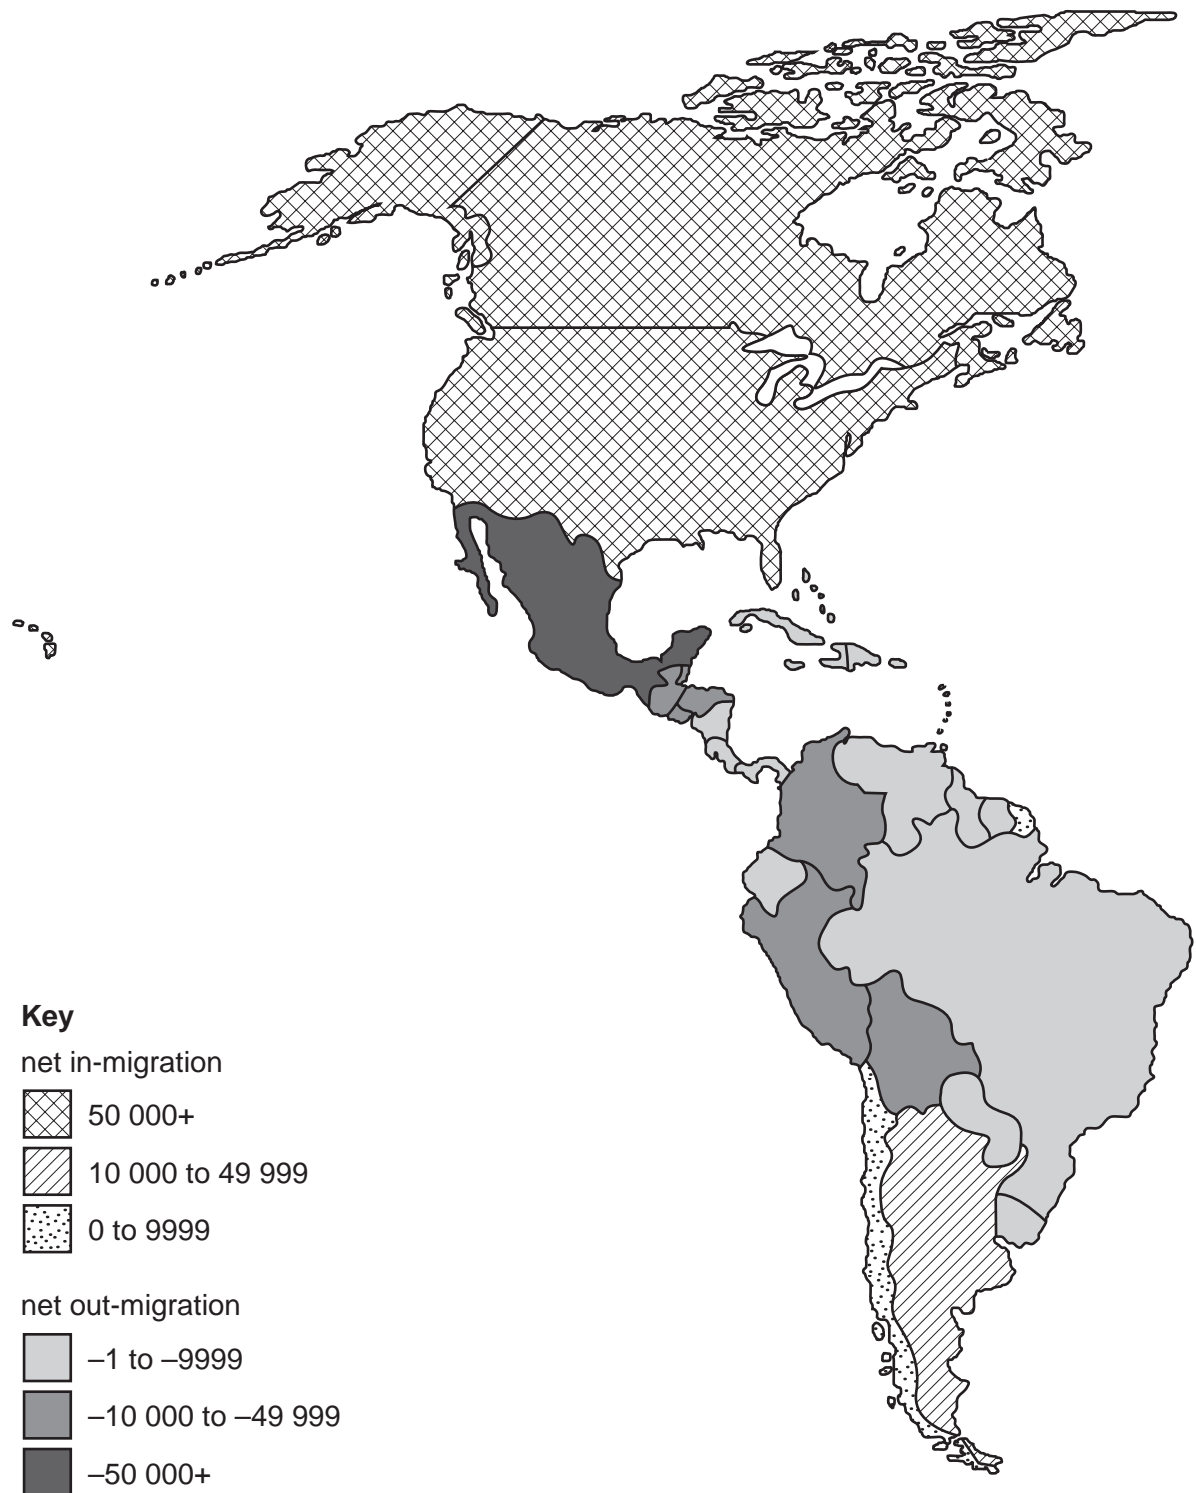 Key
net in-migration
50 000+
10 000 to 49 999
0 to 9999
net out-migration
–1 to –9999
–10 000 to –49 999
–50 000+